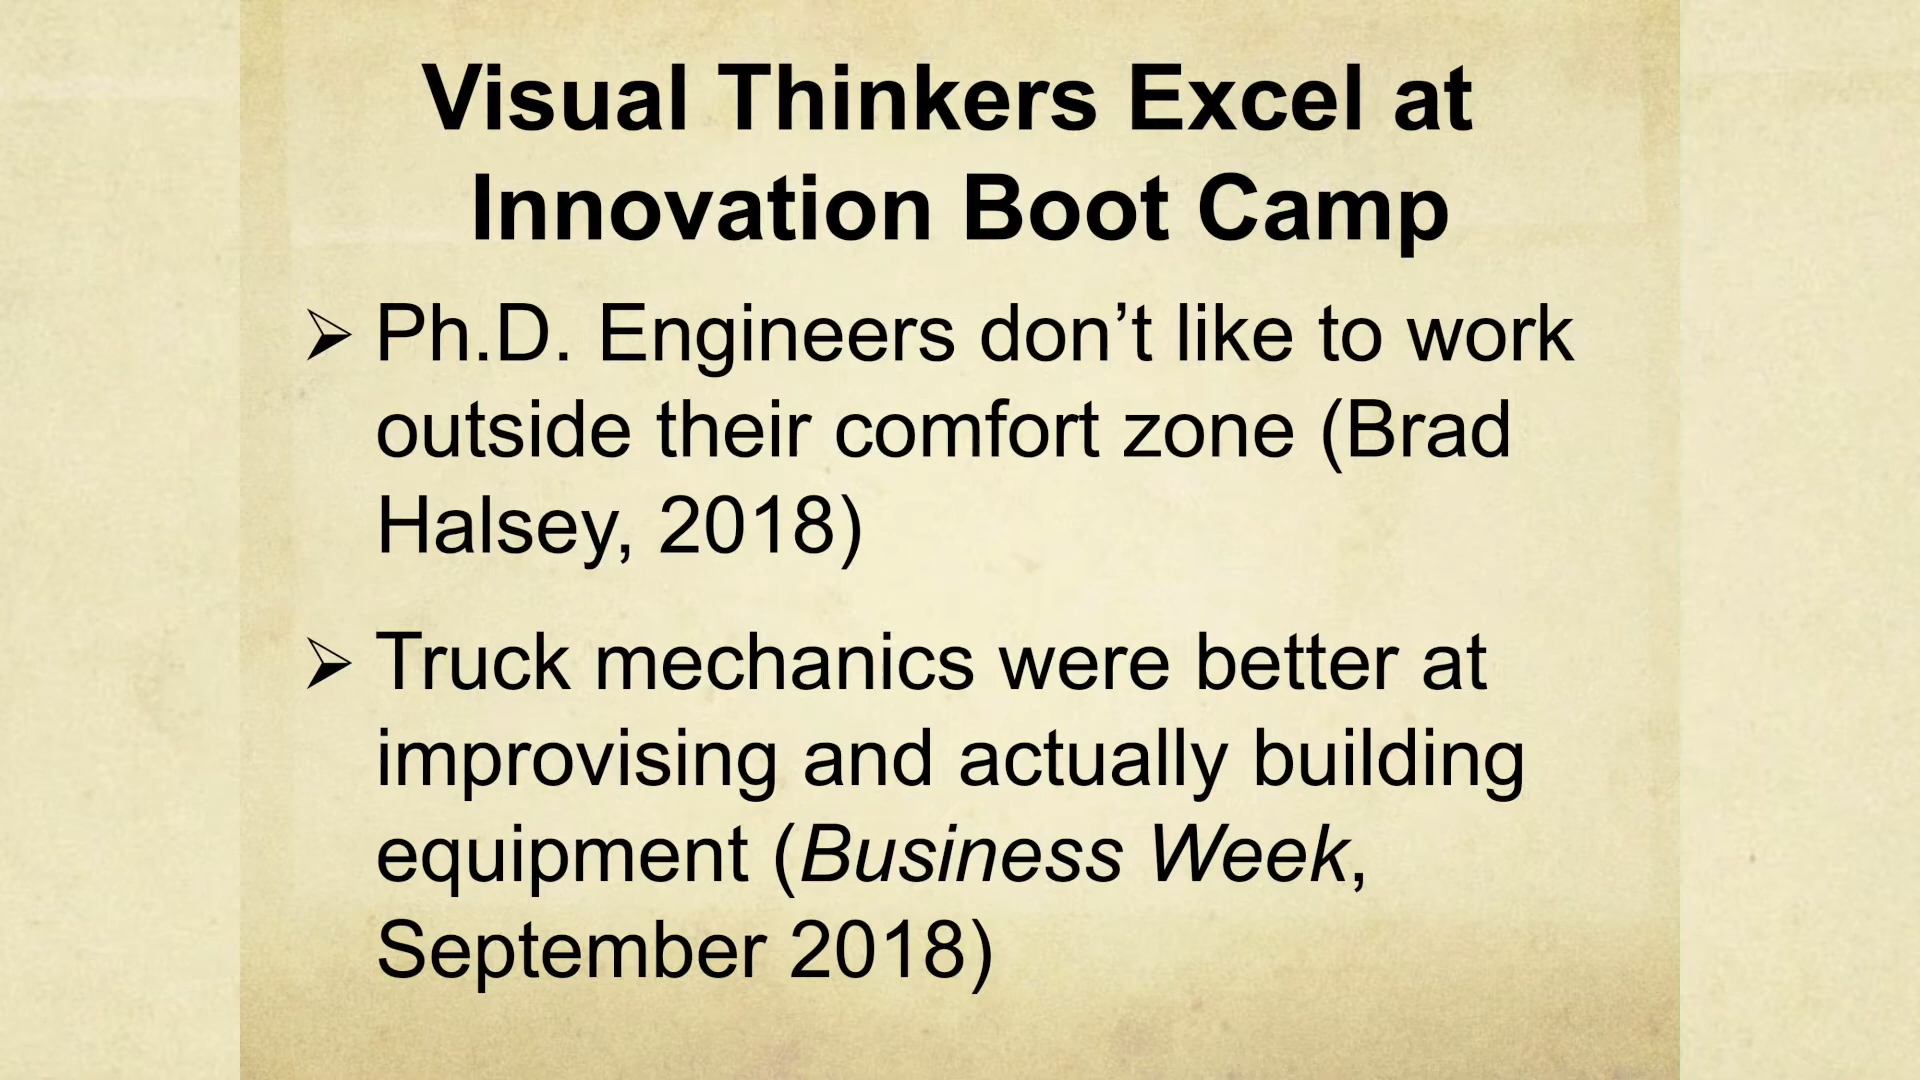 Visual Thinkers Excel at
Innovation Boot Camp
➢ Ph.D. Engineers don’t like to work
outside their comfort zone (Brad
Halsey, 2018)
➢ Truck mechanics were better at
improvising and actually building
equipment (Business Week,
September 2018)